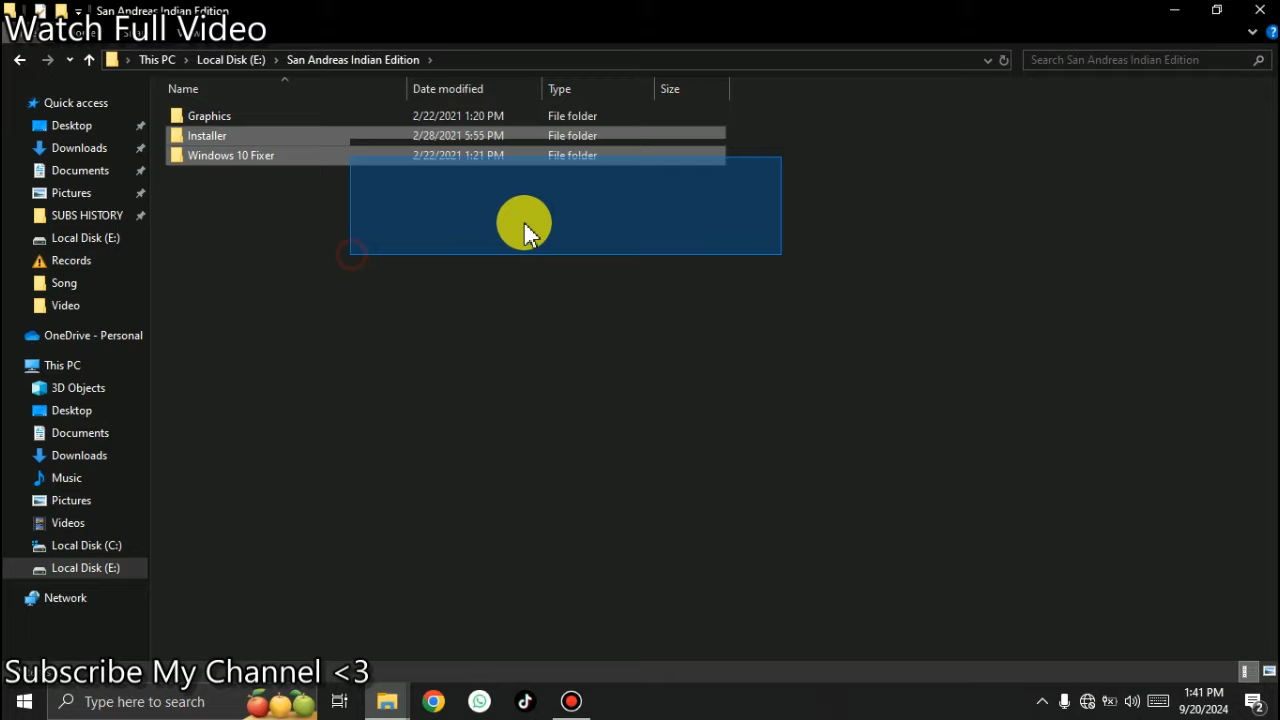 San Andreas Indian Edition
Watch Full Video
This PC
Local Disk (E:)
San Andreas Indian Edition
Search San Andreas Indian Edition
Name
Date modified
Type
Size
Graphics
2/22/2021 1:20 PM
File folder
Installer
2/28/2021 5:55 PM
File folder
Windows 10 Fixer
2/22/2021 1:21 PM
File folder
Quick access
Desktop
Downloads
Documents
Pictures
SUBS HISTORY
Local Disk (E:)
Records
Song
Video
OneDrive - Personal
This PC
3D Objects
Desktop
Documents
Downloads
Music
Pictures
Videos
Local Disk (C:)
Local Disk (E:)
Network
Subscribe My Channel <3
Type here to search
1:41 PM
9/20/2024
2